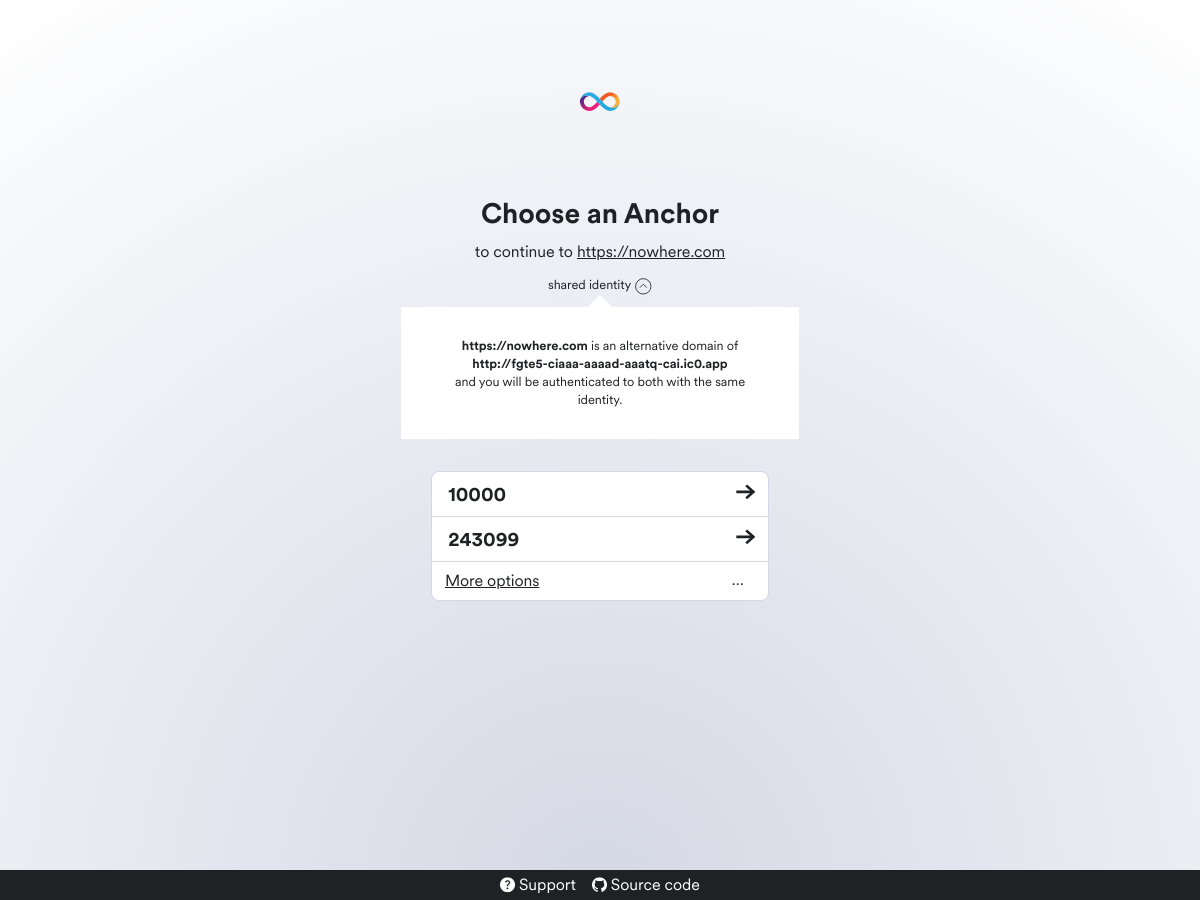 Choose an Anchor
to continue to https://nowhere.com
shared identity
https://nowhere.com is an alternative domain of
http://fgte5-ciaaa-aaaad-aaatq-cai.ic0.app
and you will be authenticated to both with the same
identity.
10000
243099
More options ...
Support Source code